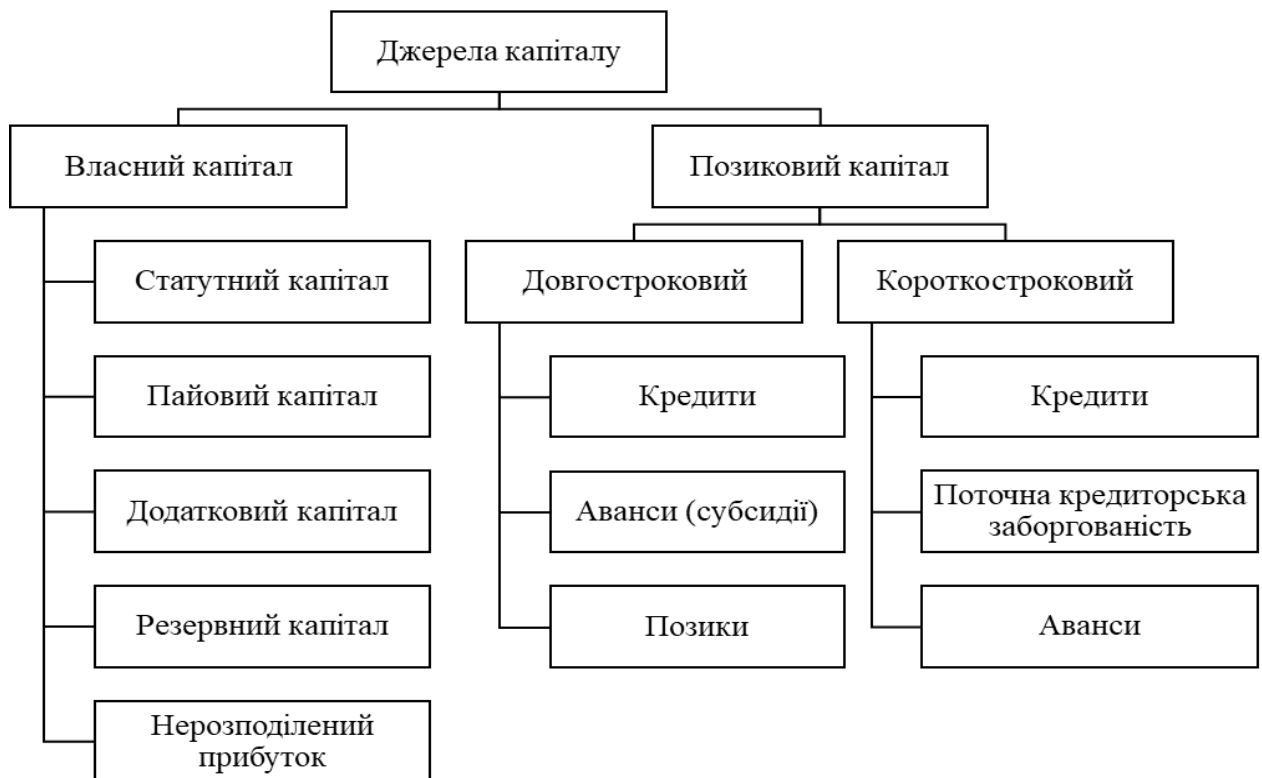 Джерела капіталу
Власний капітал
Позиковий капітал
Статутний капітал
Довгостроковий
Короткостроковий
Пайовий капітал
Кредити
Кредити
Додатковий капітал
Аванси (субсидії)
Поточна кредиторська
заборгованість
Резервний капітал
Позики
Аванси
Нерозподілений
прибуток